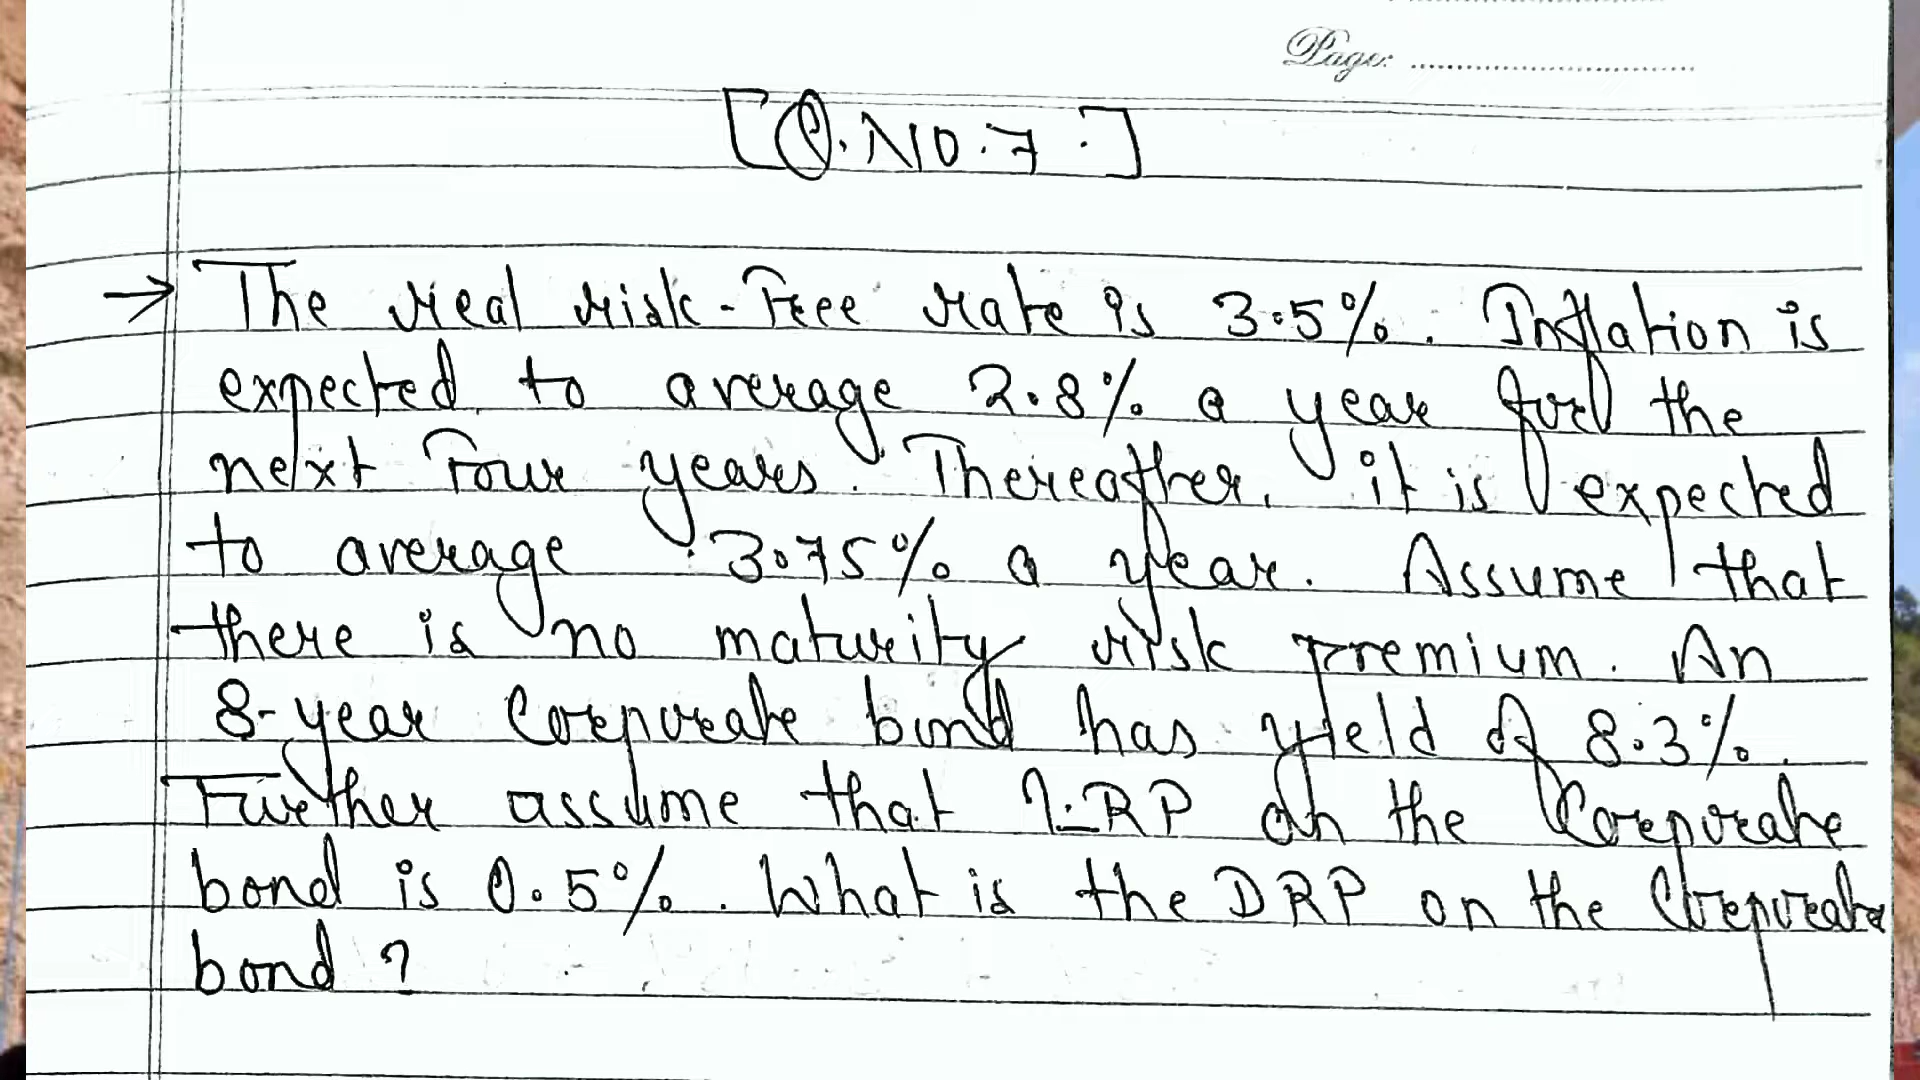 Page:
[Q.NO.7.]
→ The real risk-Free rate is 3.5%. Inflation is
expected to average 2.8% a year for the
next Four years. Thereafter, it is expected
to average 3.75% a year. Assume that
there is no maturity risk premium. An
8-year Corporate bond has yield of 8.3%.
Further assume that LRP on the Corporate
bond is 0.5%. What is the DRP on the Corporate
bond?